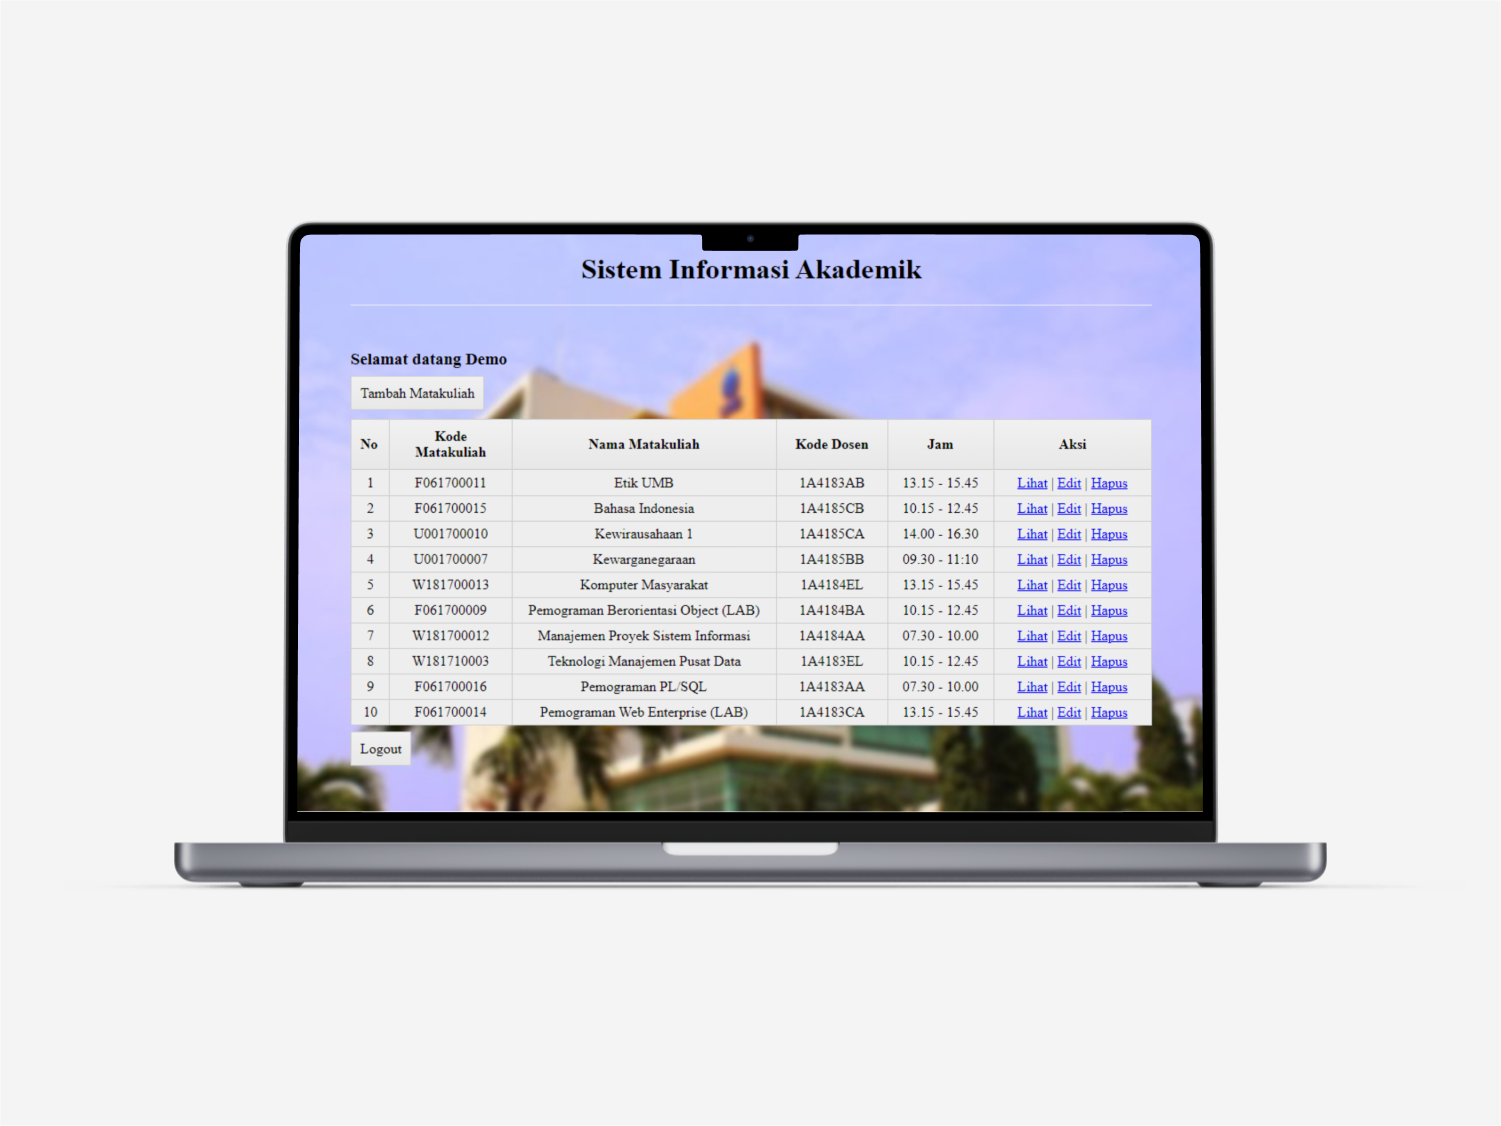 Sistem Informasi Akademik
Selamat datang Demo
Tambah Matakuliah
No Kode Matakuliah Nama Matakuliah Kode Dosen Jam Aksi
1 F061700011 Etik UMB 1A4183AB 13.15 - 15.45 Lihat | Edit | Hapus
2 F061700015 Bahasa Indonesia 1A4185CB 10.15 - 12.45 Lihat | Edit | Hapus
3 U001700010 Kewirausahaan 1 1A4185CA 14.00 - 16.30 Lihat | Edit | Hapus
4 U001700007 Kewarganegaraan 1A4185BB 09.30 - 11:10 Lihat | Edit | Hapus
5 W181700013 Komputer Masyarakat 1A4184EL 13.15 - 15.45 Lihat | Edit | Hapus
6 F061700009 Pemograman Berorientasi Object (LAB) 1A4184BA 10.15 - 12.45 Lihat | Edit | Hapus
7 W181700012 Manajemen Proyek Sistem Informasi 1A4184AA 07.30 - 10.00 Lihat | Edit | Hapus
8 W181710003 Teknologi Manajemen Pusat Data 1A4183EL 10.15 - 12.45 Lihat | Edit | Hapus
9 F061700016 Pemograman PL/SQL 1A4183AA 07.30 - 10.00 Lihat | Edit | Hapus
10 F061700014 Pemograman Web Enterprise (LAB) 1A4183CA 13.15 - 15.45 Lihat | Edit | Hapus
Logout